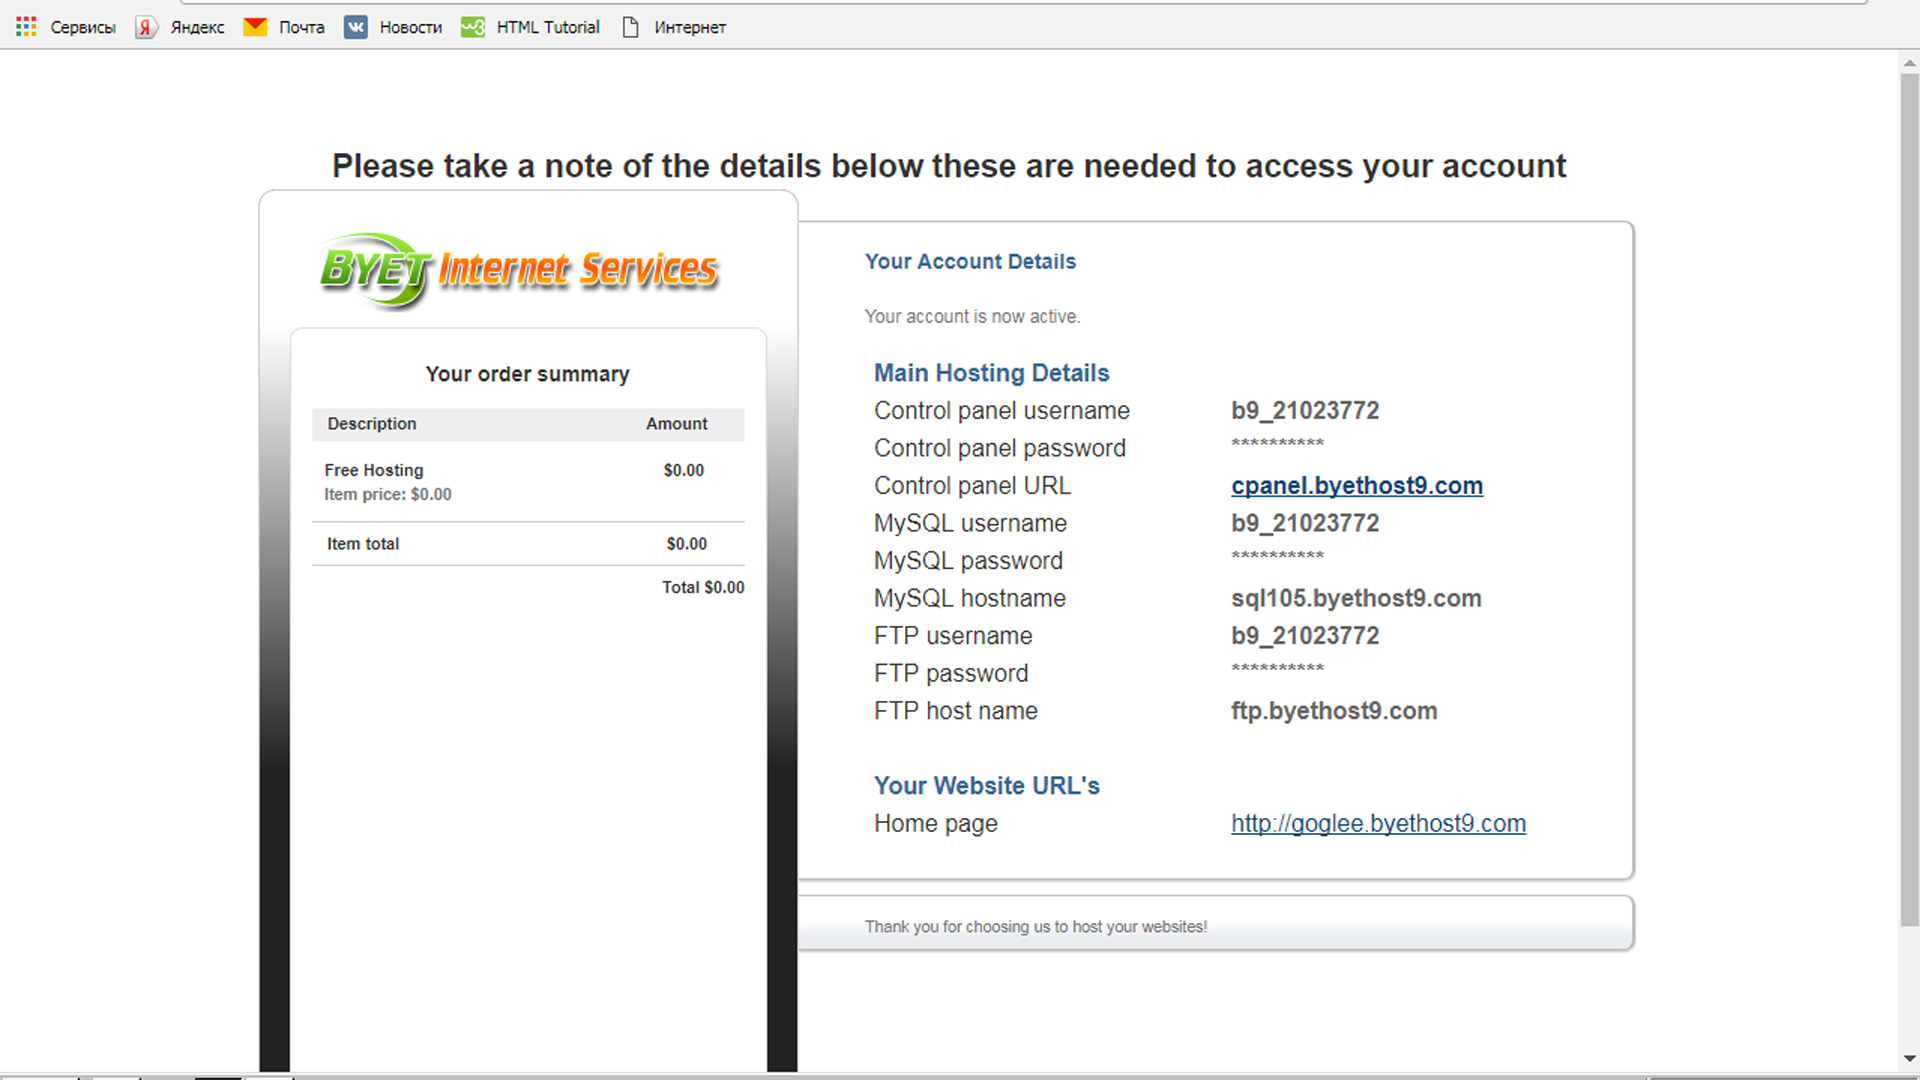 Сервисы Яндекс Почта Новости HTML Tutorial Интернет
Please take a note of the details below these are needed to access your account
BYET Internet Services
Your order summary
Description Amount
Free Hosting $0.00
Item price: $0.00
Item total $0.00
Total $0.00
Your Account Details
Your account is now active.
Main Hosting Details
Control panel username b9_21023772
Control panel password **********
Control panel URL cpanel.byethost9.com
MySQL username b9_21023772
MySQL password **********
MySQL hostname sql105.byethost9.com
FTP username b9_21023772
FTP password **********
FTP host name ftp.byethost9.com
Your Website URL's
Home page http://goglee.byethost9.com
Thank you for choosing us to host your websites!